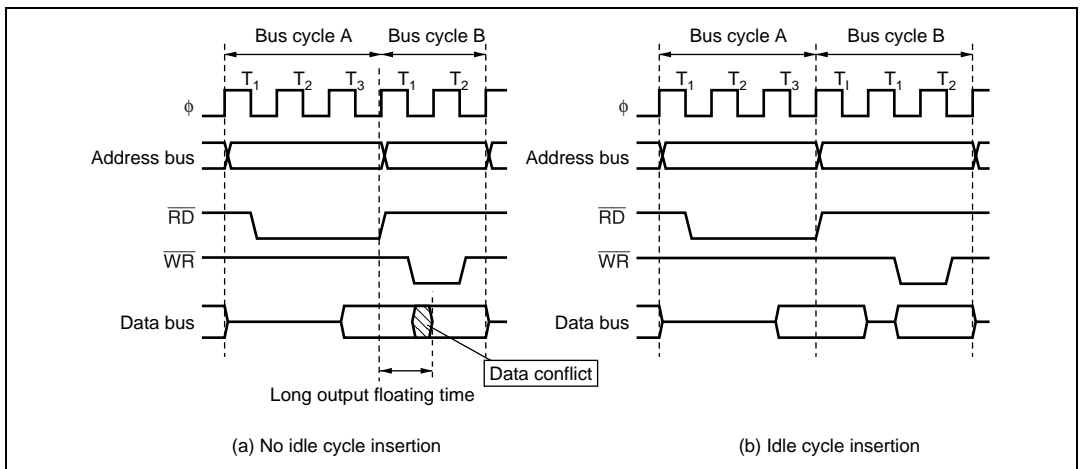 Bus cycle A Bus cycle B
T1 T2 T3 T1 T2
φ
Address bus
RD
WR
Data bus
Data conflict
Long output floating time
(a) No idle cycle insertion
Bus cycle A Bus cycle B
T1 T2 T3 TI T1 T2
φ
Address bus
RD
WR
Data bus
(b) Idle cycle insertion